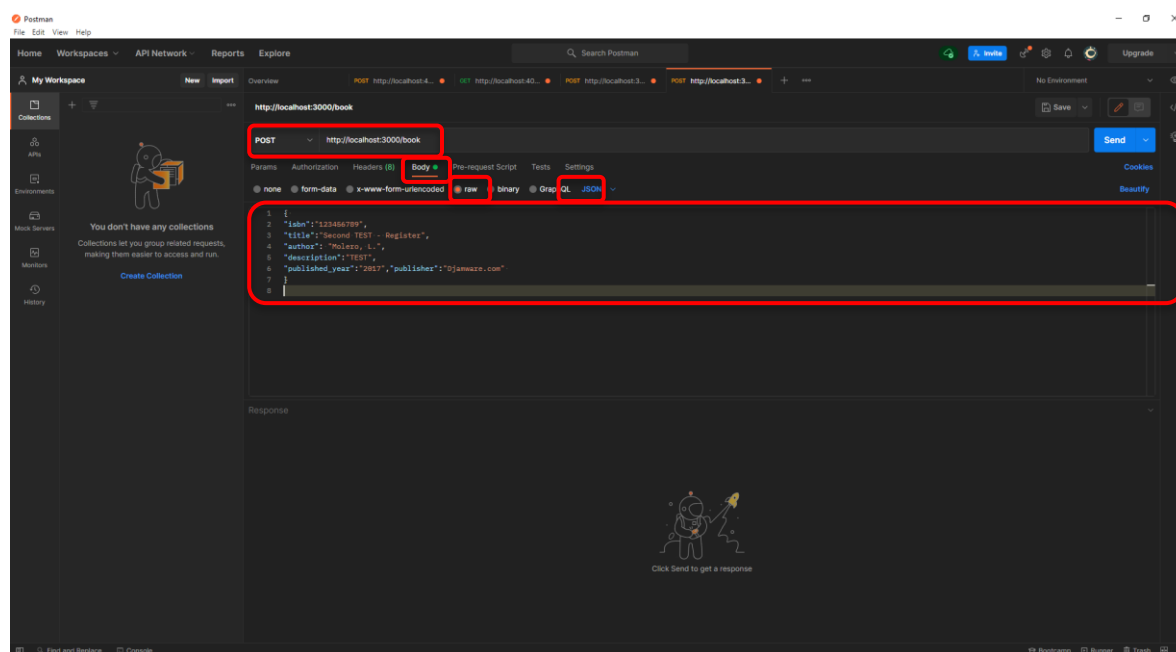 Postman
File Edit View Help
Home Workspaces API Network Reports Explore Search Postman Invite Upgrade
My Workspace New Import Overview POST http://localhost:4... GET http://localhost:40... POST http://localhost:3... POST http://localhost:3... No Environment
Collections
APIs
Environments
Mock Servers
Monitors
History
You don't have any collections
Collections let you group related requests,
making them easier to access and run.
Create Collection
http://localhost:3000/book Save
POST http://localhost:3000/book Send
Params Authorization Headers (8) Body Pre-request Script Tests Settings Cookies
none form-data x-www-form-urlencoded raw binary GraphQL JSON Beautify
1 {
2 "isbn":"123456789",
3 "title":"Second TEST - Register",
4 "author": "Molero, L.",
5 "description":"TEST",
6 "published_year":"2017","publisher":"Djamware.com"
7 }
8
Response
Click Send to get a response
Find and Replace Console Bootcamp Runner Trash